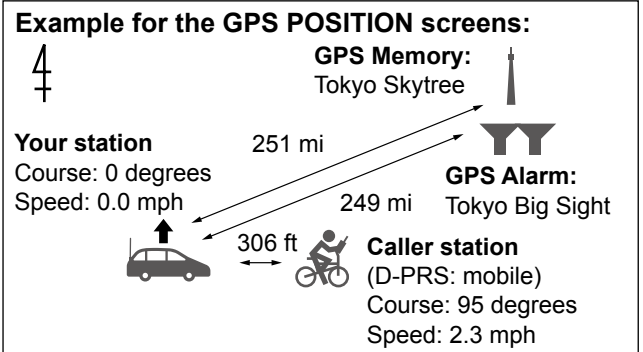 Example for the GPS POSITION screens:
GPS Memory:
Tokyo Skytree
Your station
Course: 0 degrees
Speed: 0.0 mph
251 mi
249 mi
GPS Alarm:
Tokyo Big Sight
306 ft
Caller station
(D-PRS: mobile)
Course: 95 degrees
Speed: 2.3 mph